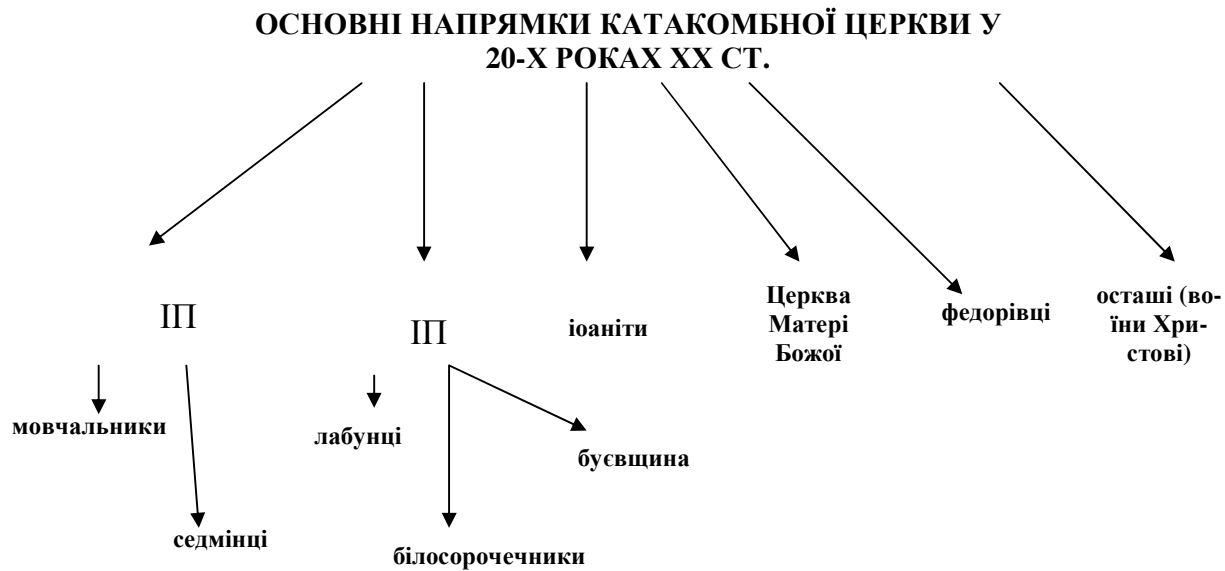 ОСНОВНІ НАПРЯМКИ КАТАКОМБНОЇ ЦЕРКВИ У
20-Х РОКАХ ХХ СТ.
ІП
ІП
іоаніти
Церква
Матері
Божої
федорівці
осташі (во-
їни Хри-
стові)
мовчальники
лабунці
буєвщина
седмінці
білосорочечники